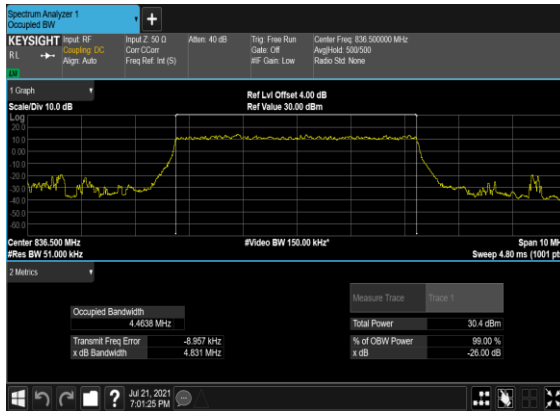 Spectrum Analyzer 1
Occupied BW
KEYSIGHT
RL
Input: RF
Coupling: DC
Align: Auto
Input Z: 50 Ω
Corr CCorr
Freq Ref: Int (S)
Atten: 40 dB
Trig: Free Run
Gate: Off
#IF Gain: Low
Center Freq: 836.500000 MHz
Avg|Hold: 500/500
Radio Std: None
1 Graph
Scale/Div 10.0 dB
Ref Lvl Offset 4.00 dB
Ref Value 30.00 dBm
Log
20.0
10.0
0.00
-10.0
-20.0
-30.0
-40.0
-50.0
-60.0
Center 836.500 MHz
#Video BW 150.00 kHz*
Span 10 MH
#Res BW 51.000 kHz
Sweep 4.80 ms (1001 pt
2 Metrics
Measure Trace Trace 1
Occupied Bandwidth
4.4638 MHz
Total Power 30.4 dBm
Transmit Freq Error -8.957 kHz
% of OBW Power 99.00 %
x dB Bandwidth 4.831 MHz
x dB -26.00 dB
Jul 21, 2021
7:01:25 PM